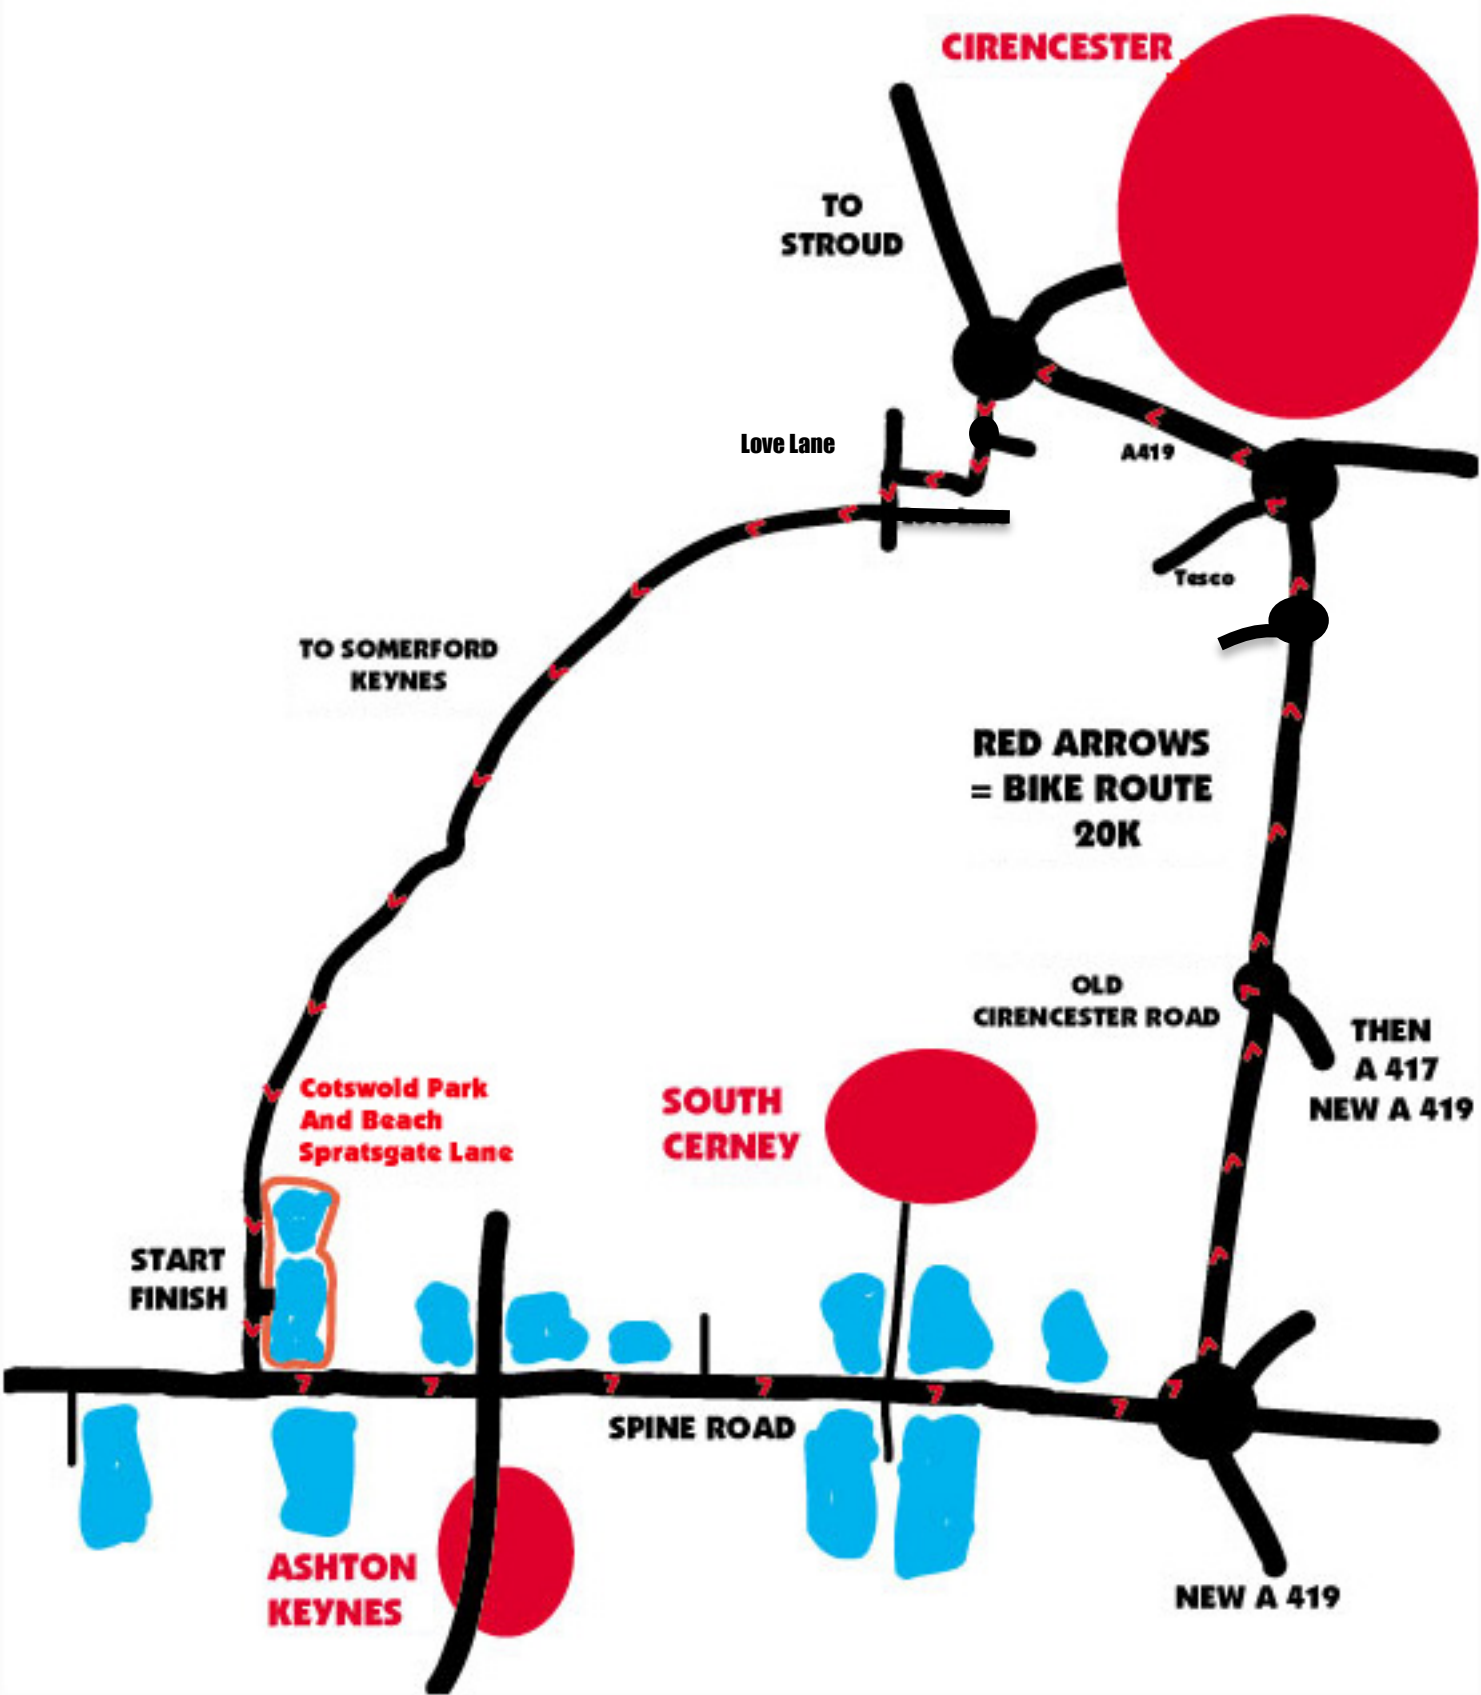 CIRENCESTER
TO
STROUD
Love Lane
A419
Tesco
TO SOMERFORD
KEYNES
RED ARROWS
= BIKE ROUTE
20K
OLD
CIRENCESTER ROAD
THEN
A 417
NEW A 419
Cotswold Park
And Beach
Spratsgate Lane
SOUTH
CERNEY
START
FINISH
SPINE ROAD
ASHTON
KEYNES
NEW A 419